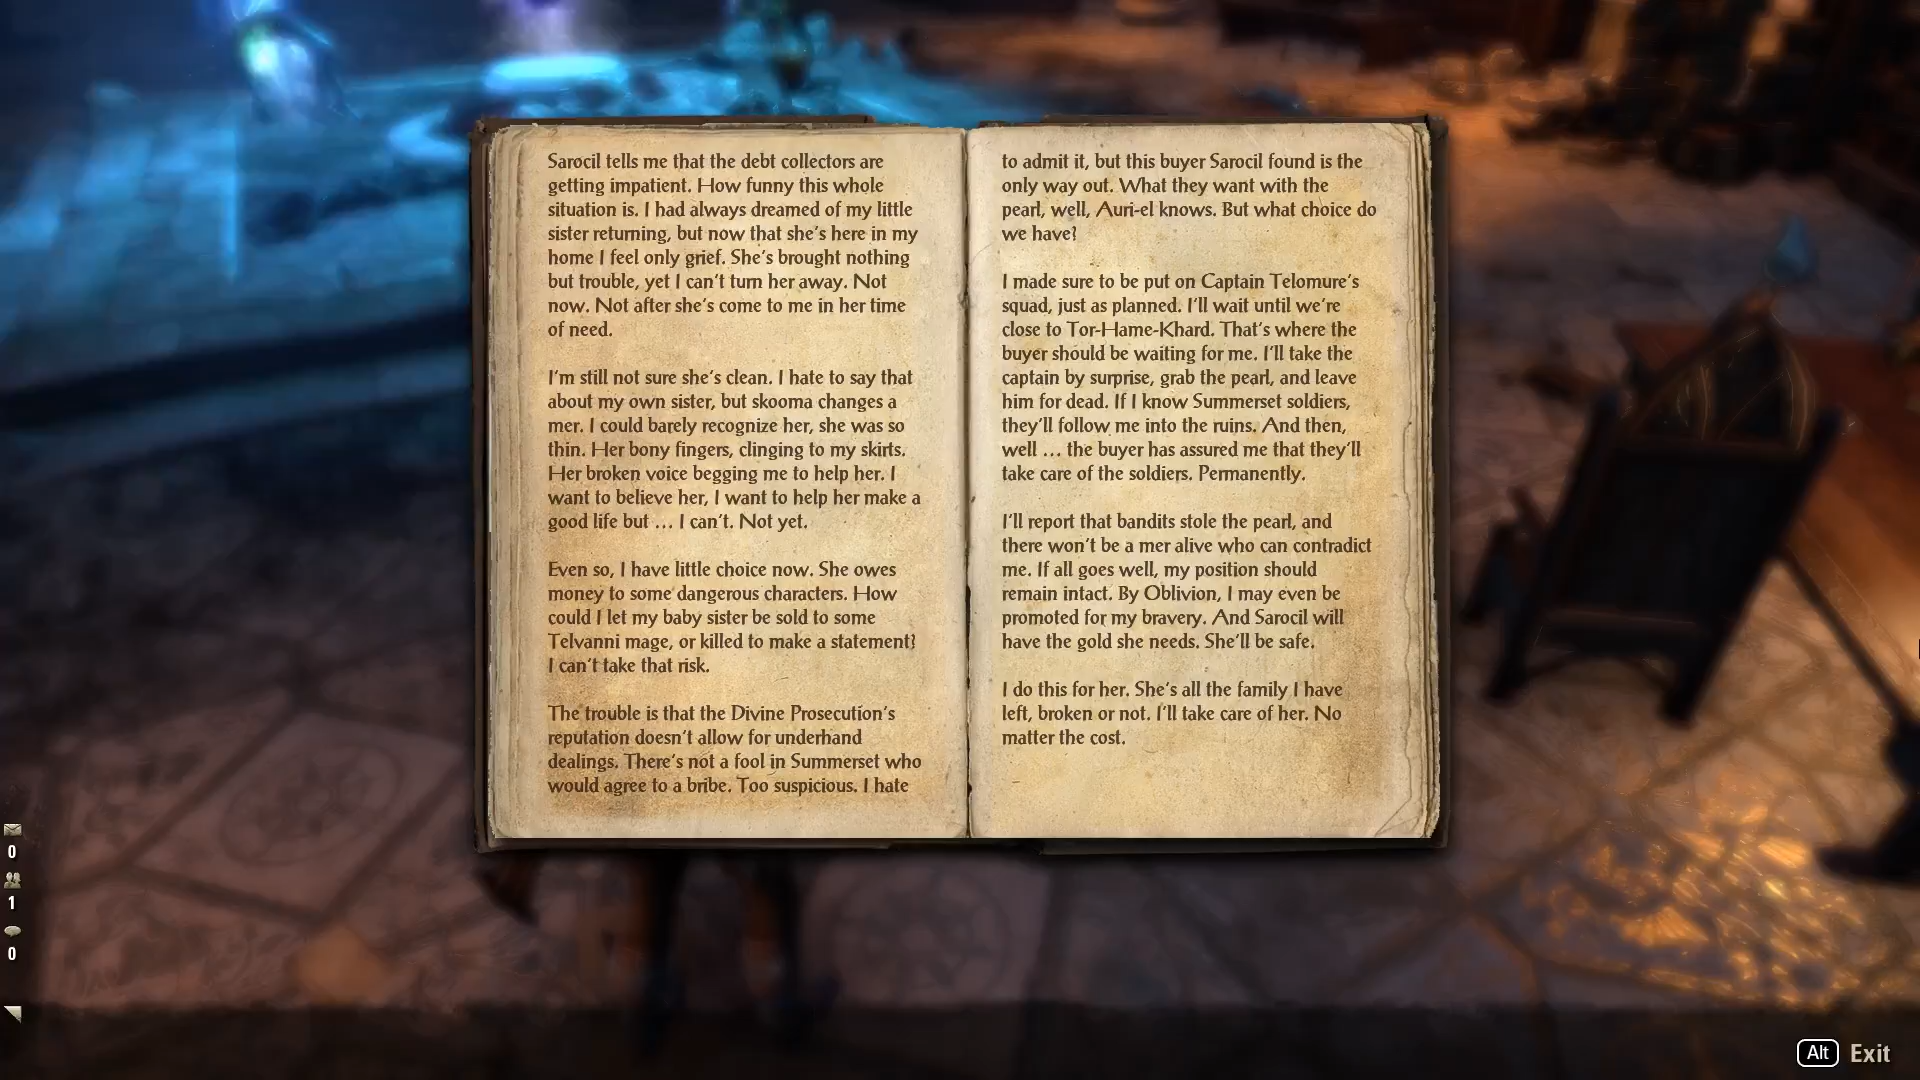 Sarocil tells me that the debt collectors are
getting impatient. How funny this whole
situation is. I had always dreamed of my little
sister returning, but now that she's here in my
home I feel only grief. She's brought nothing
but trouble, yet I can't turn her away. Not
now. Not after she's come to me in her time
of need.
I'm still not sure she's clean. I hate to say that
about my own sister, but skooma changes a
mer. I could barely recognize her, she was so
thin. Her bony fingers, clinging to my skirts.
Her broken voice begging me to help her. I
want to believe her, I want to help her make a
good life but … I can't. Not yet.
Even so, I have little choice now. She owes
money to some dangerous characters. How
could I let my baby sister be sold to some
Telvanni mage, or killed to make a statement?
I can't take that risk.
The trouble is that the Divine Prosecution's
reputation doesn't allow for underhand
dealings. There's not a fool in Summerset who
would agree to a bribe. Too suspicious. I hate
to admit it, but this buyer Sarocil found is the
only way out. What they want with the
pearl, well, Auri-el knows. But what choice do
we have?
I made sure to be put on Captain Telomure's
squad, just as planned. I'll wait until we're
close to Tor-Hame-Khard. That's where the
buyer should be waiting for me. I'll take the
captain by surprise, grab the pearl, and leave
him for dead. If I know Summerset soldiers,
they'll follow me into the ruins. And then,
well … the buyer has assured me that they'll
take care of the soldiers. Permanently.
I'll report that bandits stole the pearl, and
there won't be a mer alive who can contradict
me. If all goes well, my position should
remain intact. By Oblivion, I may even be
promoted for my bravery. And Sarocil will
have the gold she needs. She'll be safe.
I do this for her. She's all the family I have
left, broken or not. I'll take care of her. No
matter the cost.
0
1
0
Alt Exit